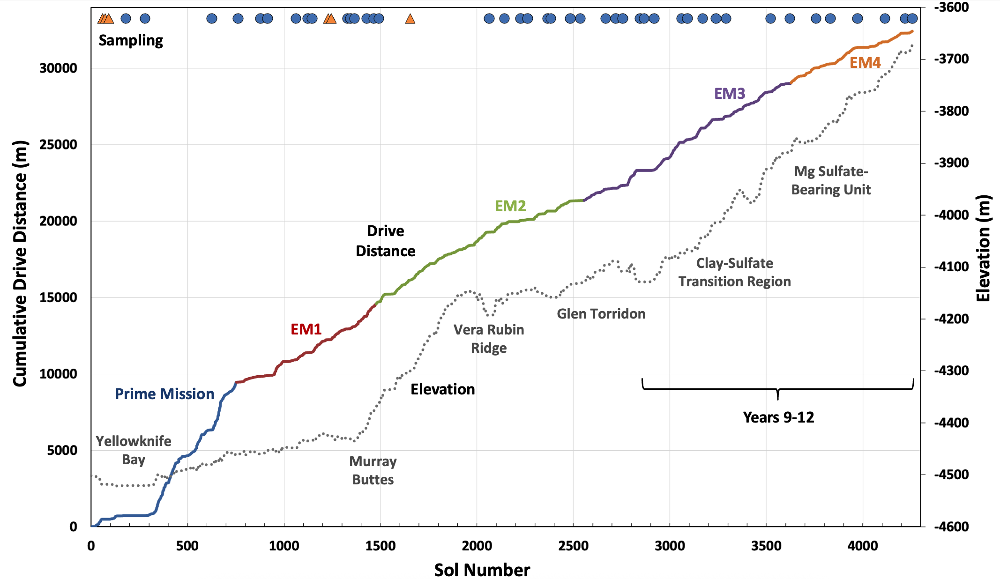 Sampling
-3600
30000
-3700
EM4
25000
EM3
-3800
20000
EM2
-3900
Mg Sulfate-
Bearing Unit
Drive
Distance
-4000
15000
Clay-Sulfate
Transition Region
-4100
EM1
Vera Rubin
Ridge
Glen Torridon
-4200
10000
Prime Mission
Elevation
-4300
Years 9-12
Yellowknife
Bay
5000
Murray
Buttes
-4400
-4500
0
-4600
Cumulative Drive Distance (m)
Elevation (m)
0 500 1000 1500 2000 2500 3000 3500 4000
Sol Number